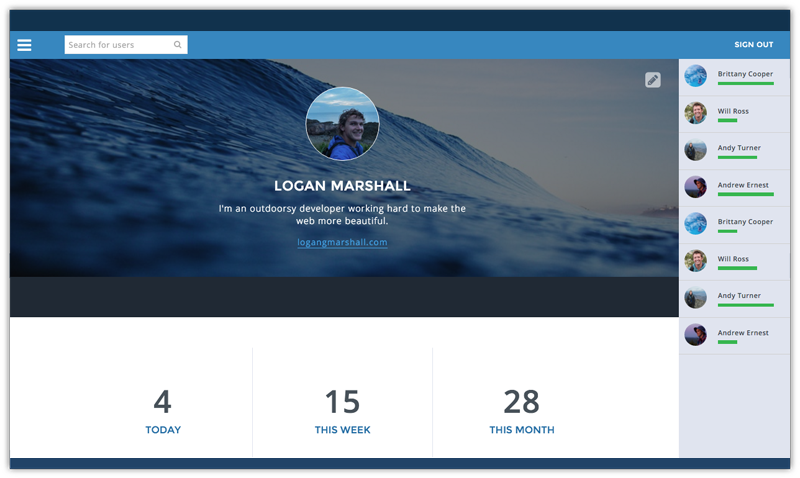 Search for users
SIGN OUT
LOGAN MARSHALL
I'm an outdoorsy developer working hard to make the
web more beautiful.
logangmarshall.com
4
TODAY
15
THIS WEEK
28
THIS MONTH
Brittany Cooper
Will Ross
Andy Turner
Andrew Ernest
Brittany Cooper
Will Ross
Andy Turner
Andrew Ernest